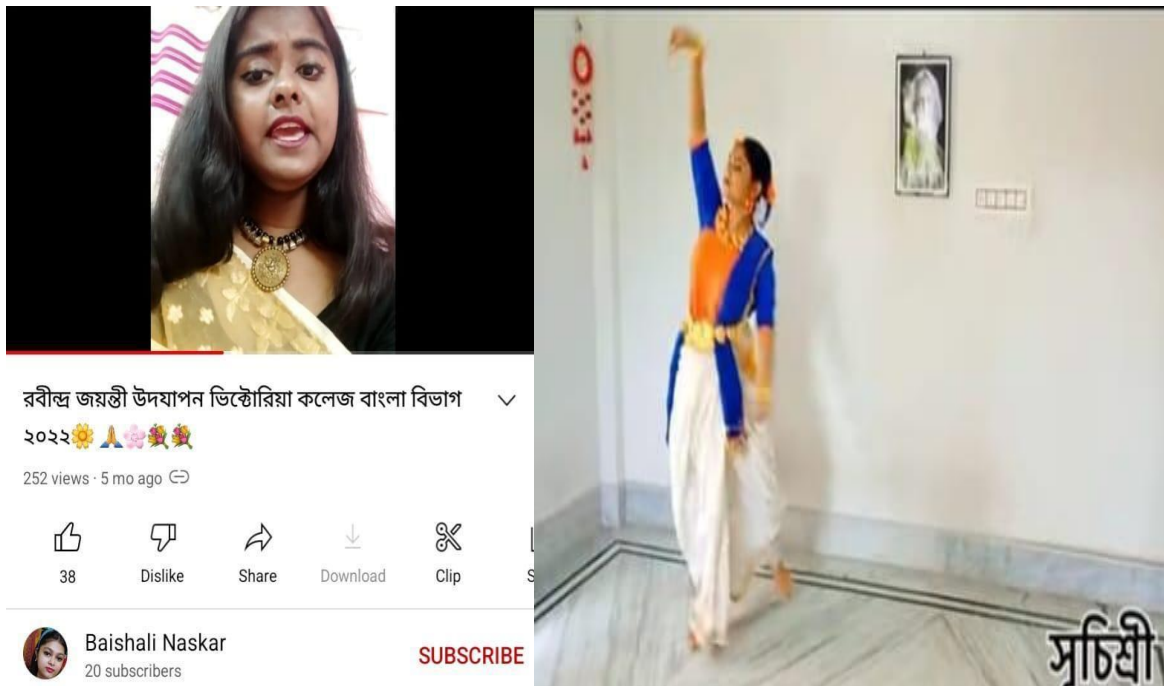 রবীন্দ্র জয়ন্তী উদযাপন ভিক্টোরিয়া কলেজ বাংলা বিভাগ
২০২২🌼🙏🌸💐💐
252 views · 5 mo ago
38
Dislike
Share
Download
Clip
S
Baishali Naskar
20 subscribers
SUBSCRIBE
সুচিশ্রী